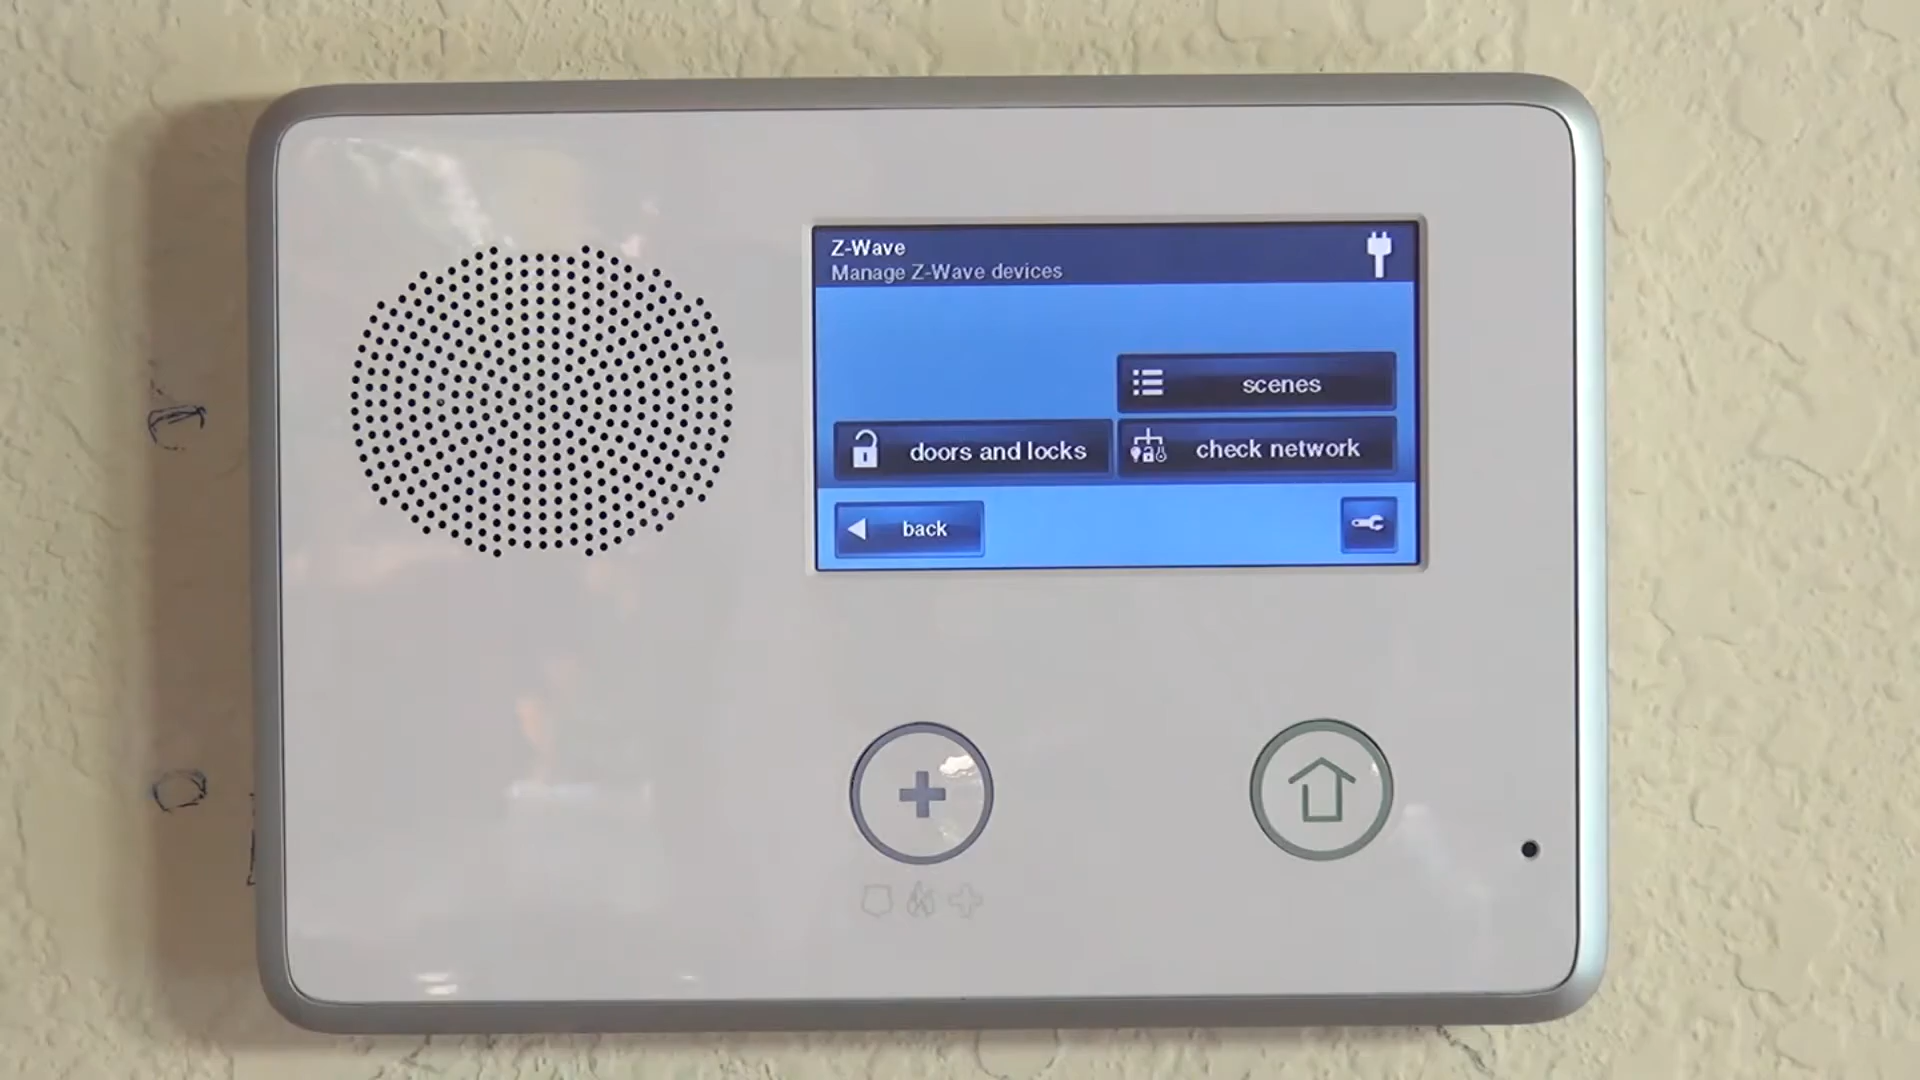 Z-Wave
Manage Z-Wave devices
scenes
doors and locks
check network
back